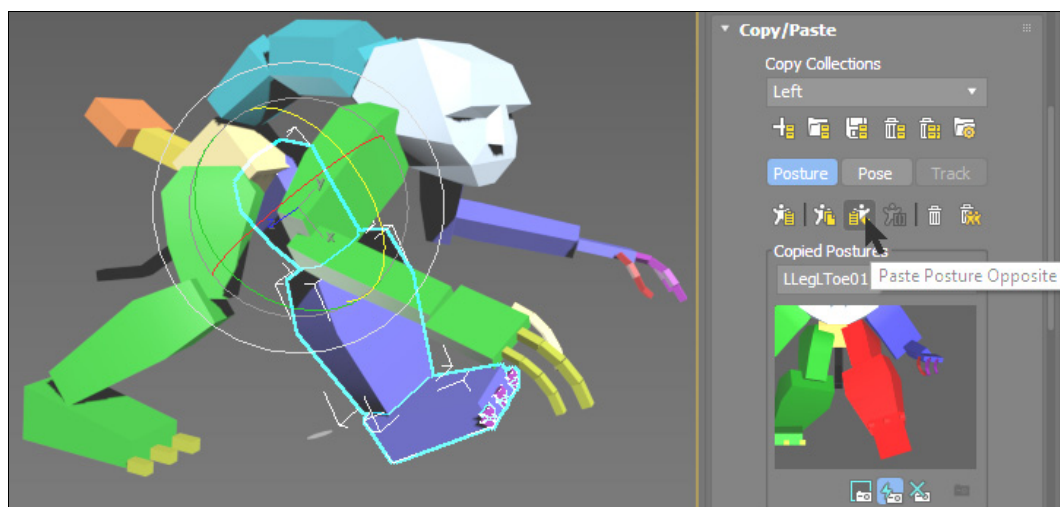 Copy/Paste
Copy Collections
Left
Posture Pose Track
Copied Postures
LLegLToe01
Paste Posture Opposite
y
z
x